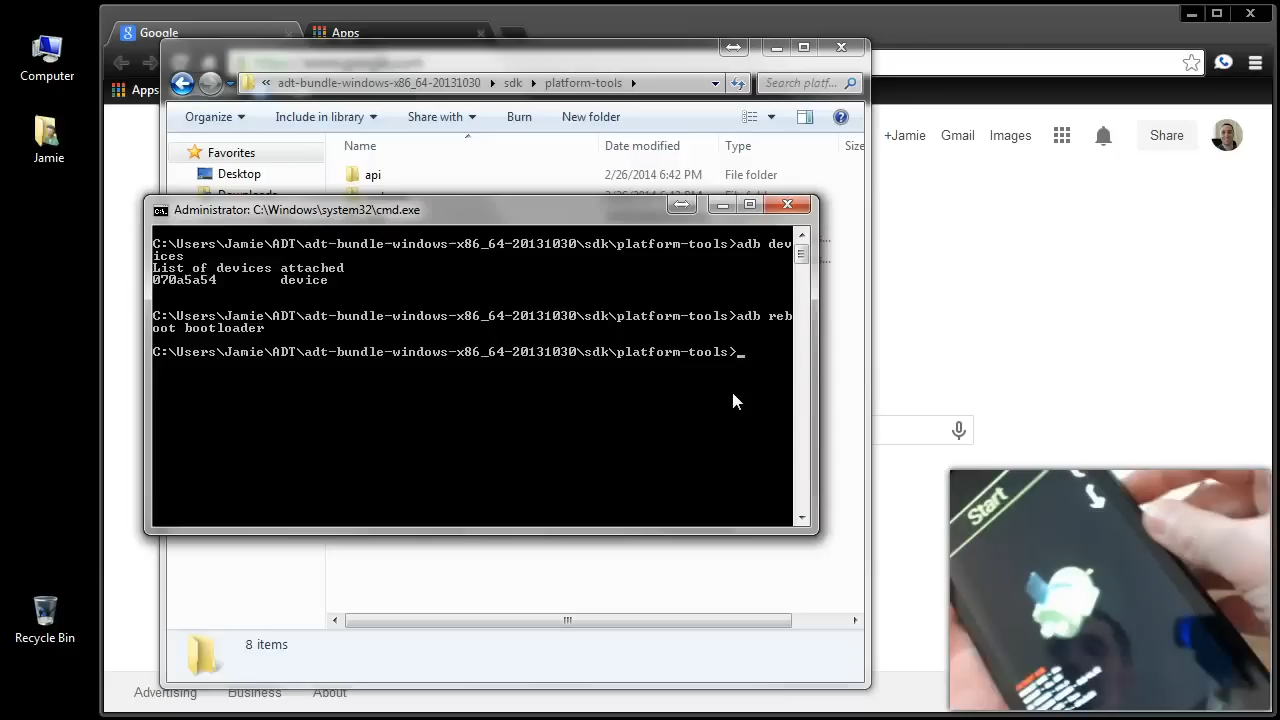 Computer
Jamie
Recycle Bin
Google
Apps
Apps
+Jamie
Gmail
Images
Share
« adt-bundle-windows-x86_64-20131030 sdk platform-tools
Search platf...
Organize
Include in library
Share with
Burn
New folder
Favorites
Desktop
Name
Date modified
Type
Size
api
2/26/2014 6:42 PM
File folder
Administrator: C:\Windows\system32\cmd.exe
C:\Users\Jamie\ADT\adt-bundle-windows-x86_64-20131030\sdk\platform-tools>adb dev
ices
List of devices attached
070a5a54 device
C:\Users\Jamie\ADT\adt-bundle-windows-x86_64-20131030\sdk\platform-tools>adb reb
oot bootloader
C:\Users\Jamie\ADT\adt-bundle-windows-x86_64-20131030\sdk\platform-tools>_
8 items
Advertising
Business
About
Start